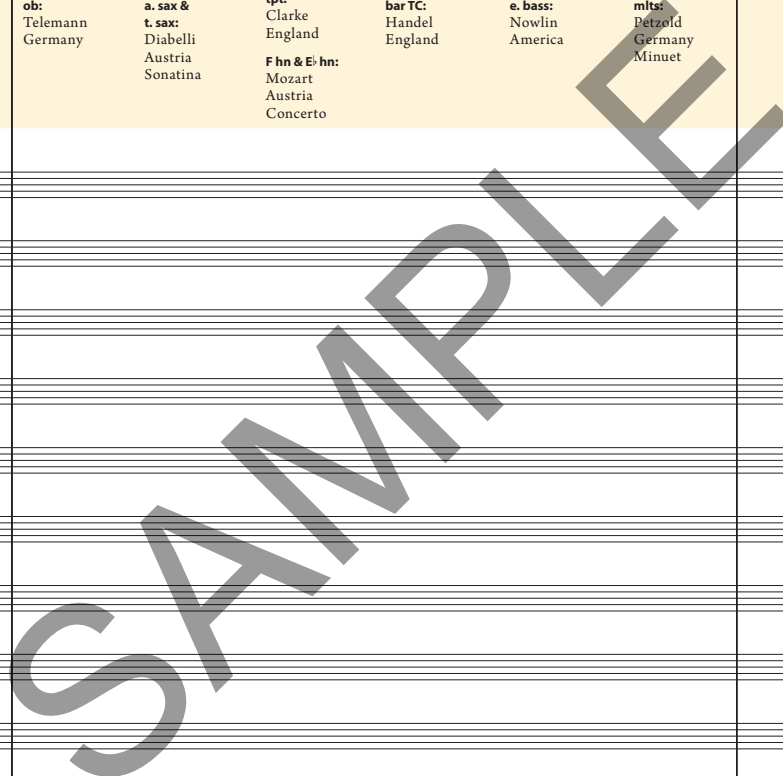 ob:
Telemann
Germany
a. sax &
t. sax:
Diabelli
Austria
Sonatina
tpt:
Clarke
England
F hn & E♭ hn:
Mozart
Austria
Concerto
bar TC:
Handel
England
e. bass:
Nowlin
America
mlts:
Petzold
Germany
Minuet
SAMPLE